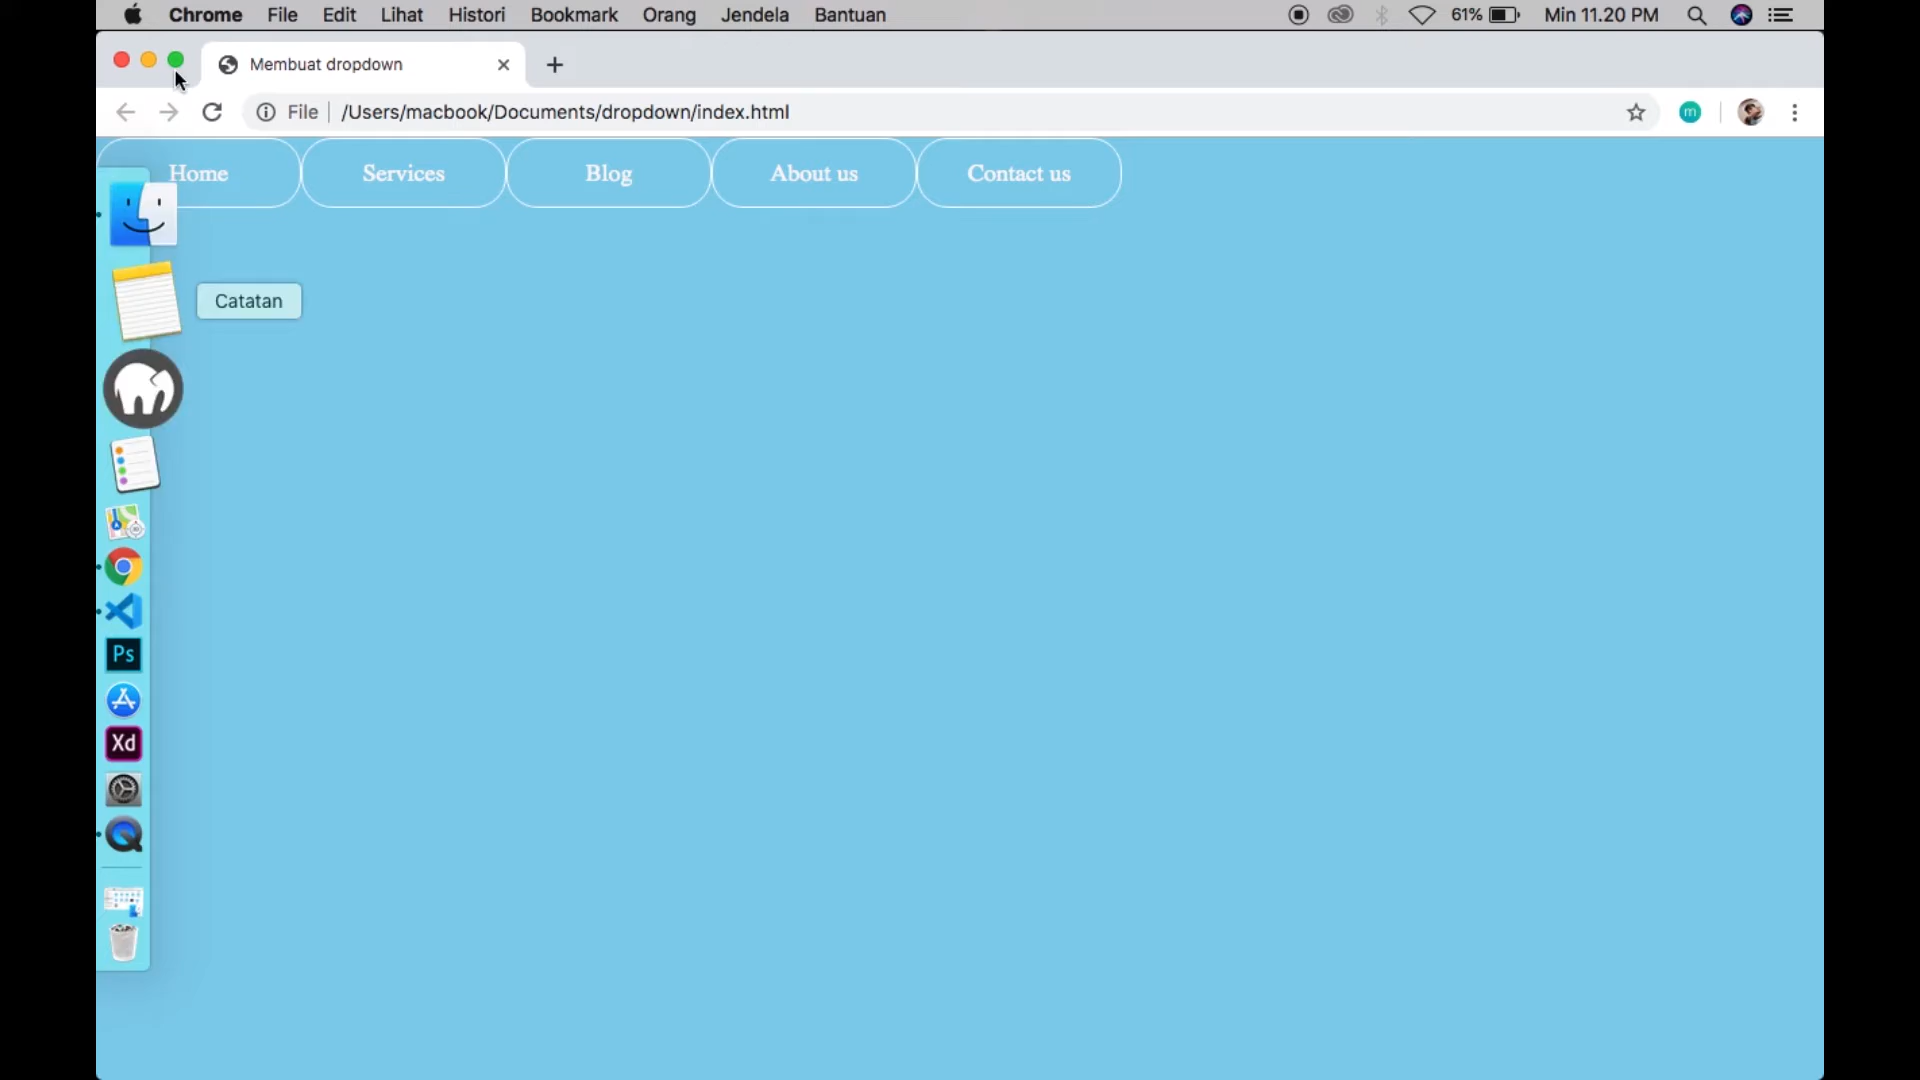 Chrome File Edit Lihat Histori Bookmark Orang Jendela Bantuan 61% Min 11.20 PM
Membuat dropdown
File /Users/macbook/Documents/dropdown/index.html m
Home Services Blog About us Contact us
Catatan
Ps
Xd